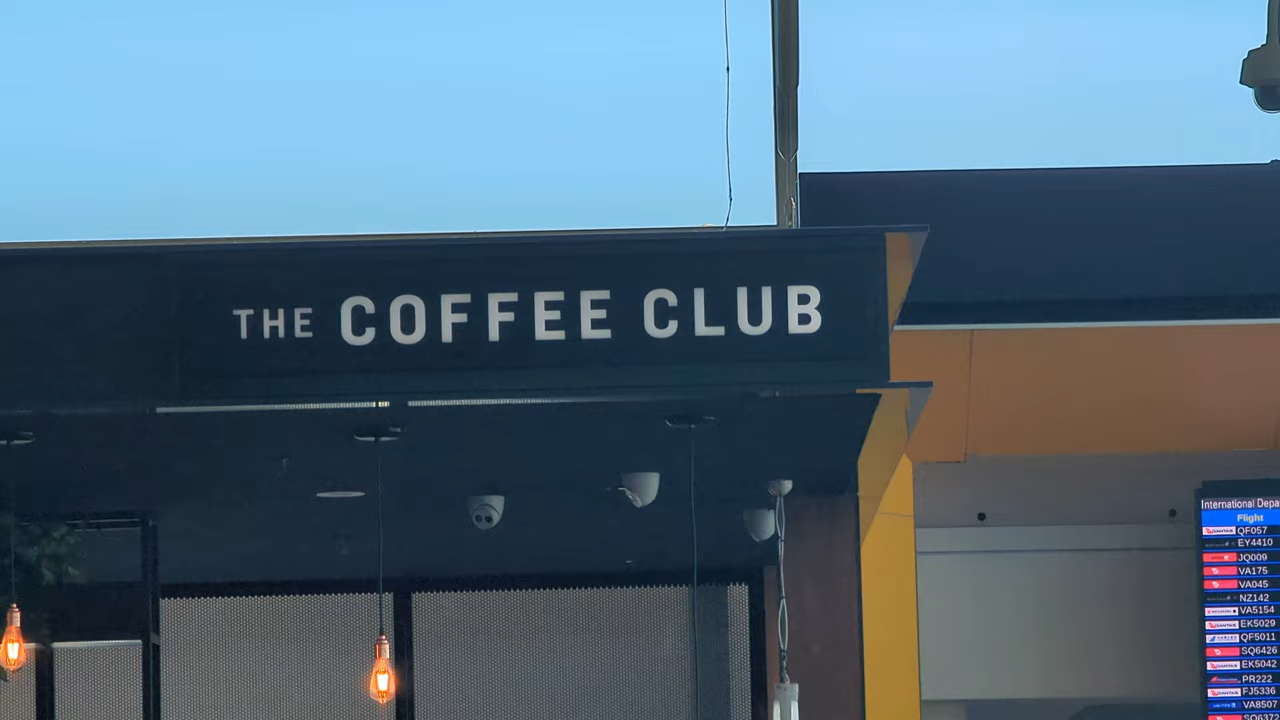 THE COFFEE CLUB
International Depa
Flight
QF057
EY4410
JQ009
VA175
VA045
NZ142
VA5154
EK5029
QF5011
SQ6426
EK5042
PR222
FJ5336
VA8507
SQ6372